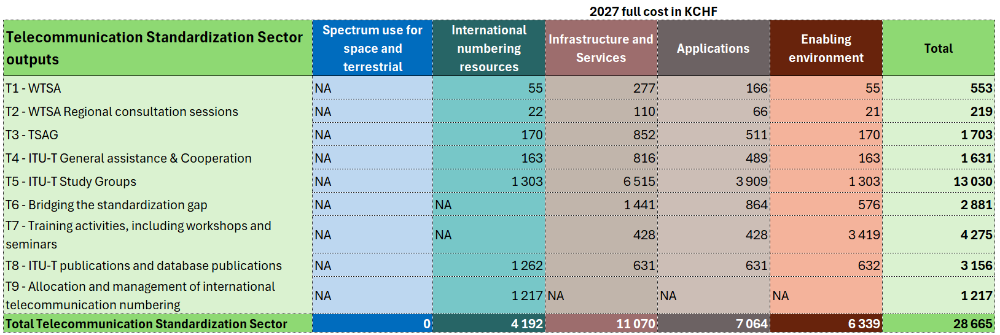 2027 full cost in KCHF
Telecommunication Standardization Sector outputs Spectrum use for space and terrestrial International numbering resources Infrastructure and Services Applications Enabling environment Total
T1 - WTSA NA 55 277 166 55 553
T2 - WTSA Regional consultation sessions NA 22 110 66 21 219
T3 - TSAG NA 170 852 511 170 1 703
T4 - ITU-T General assistance & Cooperation NA 163 816 489 163 1 631
T5 - ITU-T Study Groups NA 1 303 6 515 3 909 1 303 13 030
T6 - Bridging the standardization gap NA NA 1 441 864 576 2 881
T7 - Training activities, including workshops and seminars NA NA 428 428 3 419 4 275
T8 - ITU-T publications and database publications NA 1 262 631 631 632 3 156
T9 - Allocation and management of international telecommunication numbering NA 1 217 NA NA NA 1 217
Total Telecommunication Standardization Sector 0 4 192 11 070 7 064 6 339 28 665